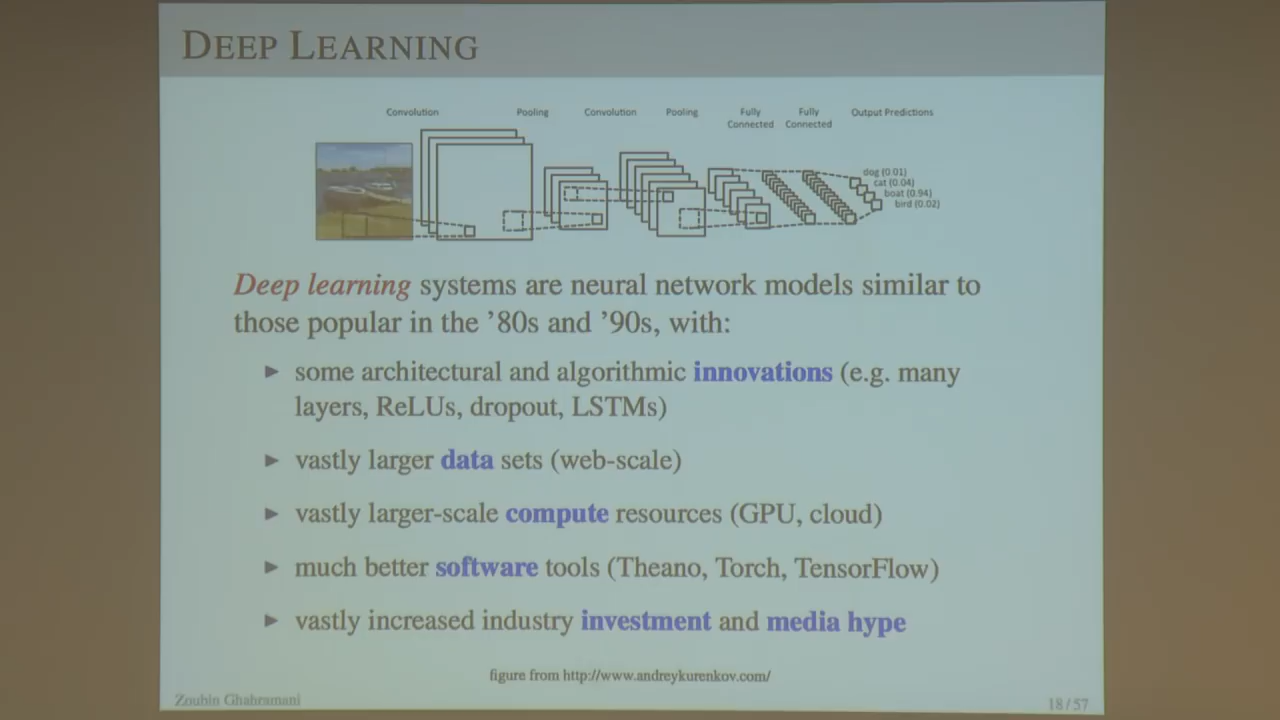 DEEP LEARNING
Convolution Pooling Convolution Pooling Fully Connected Fully Connected Output Predictions
dog (0.01)
cat (0.04)
boat (0.94)
bird (0.02)
Deep learning systems are neural network models similar to
those popular in the ’80s and ’90s, with:
▶ some architectural and algorithmic innovations (e.g. many
layers, ReLUs, dropout, LSTMs)
▶ vastly larger data sets (web-scale)
▶ vastly larger-scale compute resources (GPU, cloud)
▶ much better software tools (Theano, Torch, TensorFlow)
▶ vastly increased industry investment and media hype
figure from http://www.andreykurenkov.com/
Zoubin Ghahramani 18 / 57